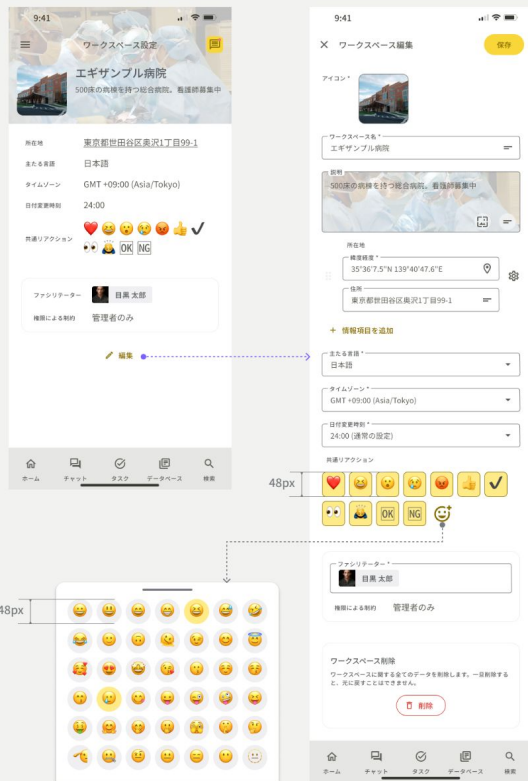 9:41
ワークスペース設定
エギザンプル病院
500床の病棟を持つ総合病院。看護師募集中
所在地
東京都世田谷区奥沢1丁目99-1
主たる言語
日本語
タイムゾーン
GMT +09:00 (Asia/Tokyo)
日付変更時刻
24:00
共通リアクション
OK NG
ファシリテーター
目黒 太郎
権限による制約
管理者のみ
編集
ホーム
チャット
タスク
データベース
検索
9:41
ワークスペース編集
保存
アイコン *
ワークスペース名 *
エギザンプル病院
説明
500床の病棟を持つ総合病院。看護師募集中
所在地
緯度経度 *
35°36'7.5"N 139°40'47.6"E
住所
東京都世田谷区奥沢1丁目99-1
+ 情報項目を追加
主たる言語 *
日本語
タイムゾーン *
GMT +09:00 (Asia/Tokyo)
日付変更時刻 *
24:00 (通常の設定)
共通リアクション
48px
OK NG
ファシリテーター *
目黒 太郎
権限による制約
管理者のみ
ワークスペース削除
ワークスペースに関する全てのデータを削除します。一旦削除する
と、元に戻すことはできません。
削除
ホーム
チャット
タスク
データベース
検索
48px